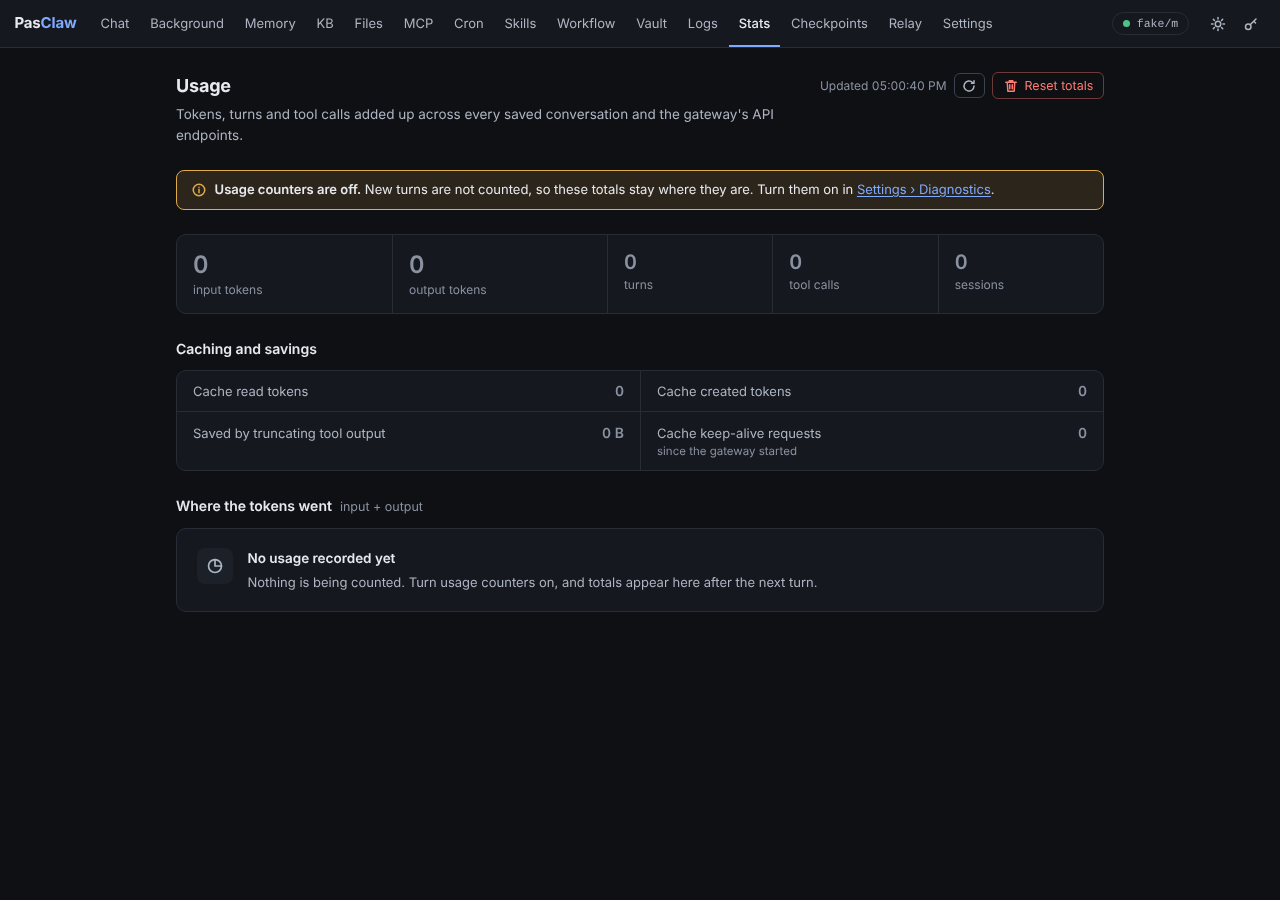 PasClaw Chat Background Memory KB Files MCP Cron Skills Workflow Vault Logs Stats Checkpoints Relay Settings fake/m
Usage
Updated 05:00:40 PM Reset totals
Tokens, turns and tool calls added up across every saved conversation and the gateway's API
endpoints.
Usage counters are off. New turns are not counted, so these totals stay where they are. Turn them on in Settings › Diagnostics.
0 0 0 0 0
input tokens output tokens turns tool calls sessions
Caching and savings
Cache read tokens 0 Cache created tokens 0
Saved by truncating tool output 0 B Cache keep-alive requests 0
since the gateway started
Where the tokens went input + output
No usage recorded yet
Nothing is being counted. Turn usage counters on, and totals appear here after the next turn.